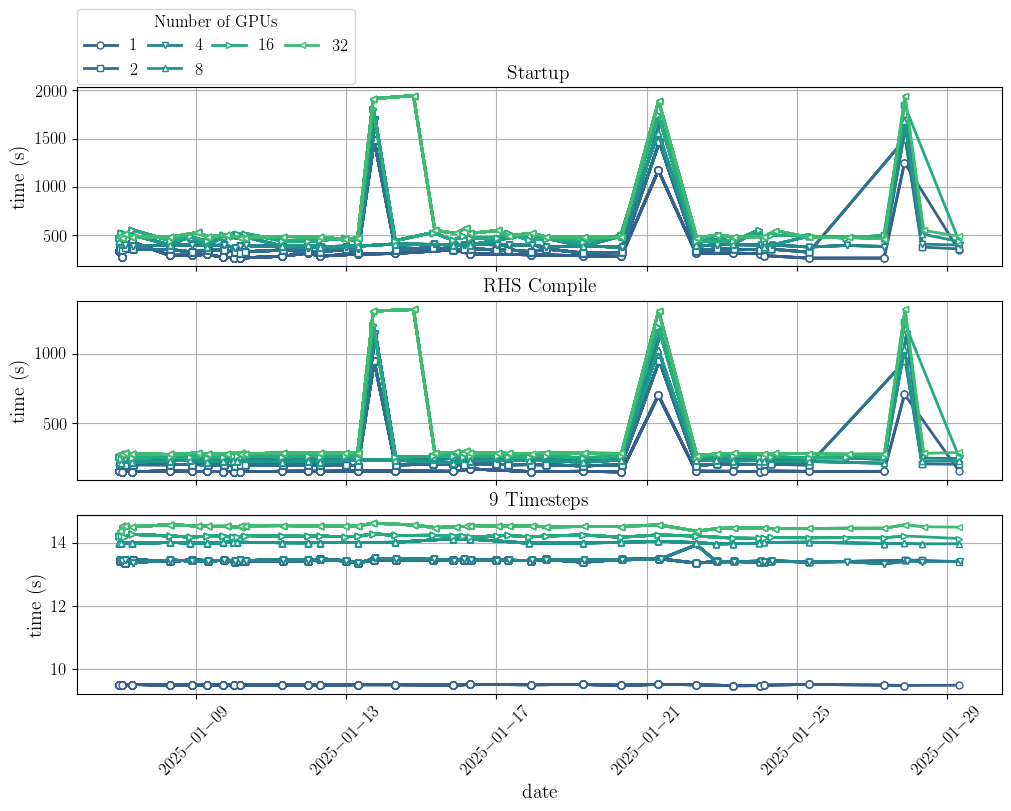 Number of GPUs
1 4 16 32
2 8
Startup
2000
1500
1000
500
time (s)
RHS Compile
1000
500
time (s)
9 Timesteps
14
12
10
time (s)
2025−01−09 2025−01−13 2025−01−17 2025−01−21 2025−01−25 2025−01−29
date